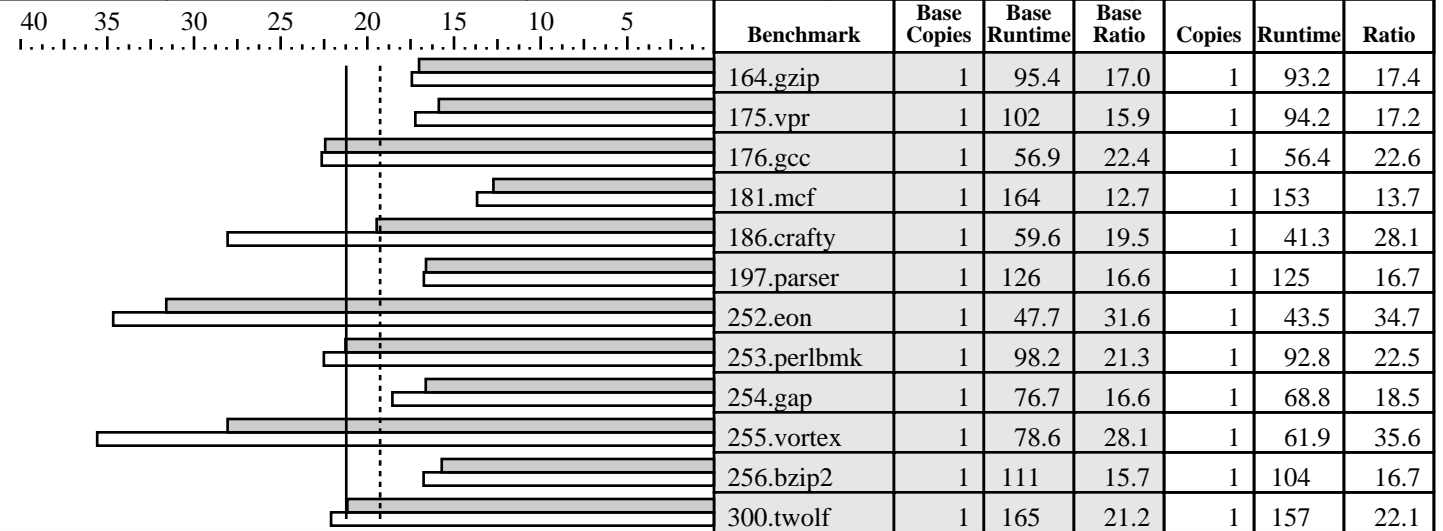 40 35 30 25 20 15 10 5
Benchmark Base Copies Base Runtime Base Ratio Copies Runtime Ratio
164.gzip 1 95.4 17.0 1 93.2 17.4
175.vpr 1 102 15.9 1 94.2 17.2
176.gcc 1 56.9 22.4 1 56.4 22.6
181.mcf 1 164 12.7 1 153 13.7
186.crafty 1 59.6 19.5 1 41.3 28.1
197.parser 1 126 16.6 1 125 16.7
252.eon 1 47.7 31.6 1 43.5 34.7
253.perlbmk 1 98.2 21.3 1 92.8 22.5
254.gap 1 76.7 16.6 1 68.8 18.5
255.vortex 1 78.6 28.1 1 61.9 35.6
256.bzip2 1 111 15.7 1 104 16.7
300.twolf 1 165 21.2 1 157 22.1